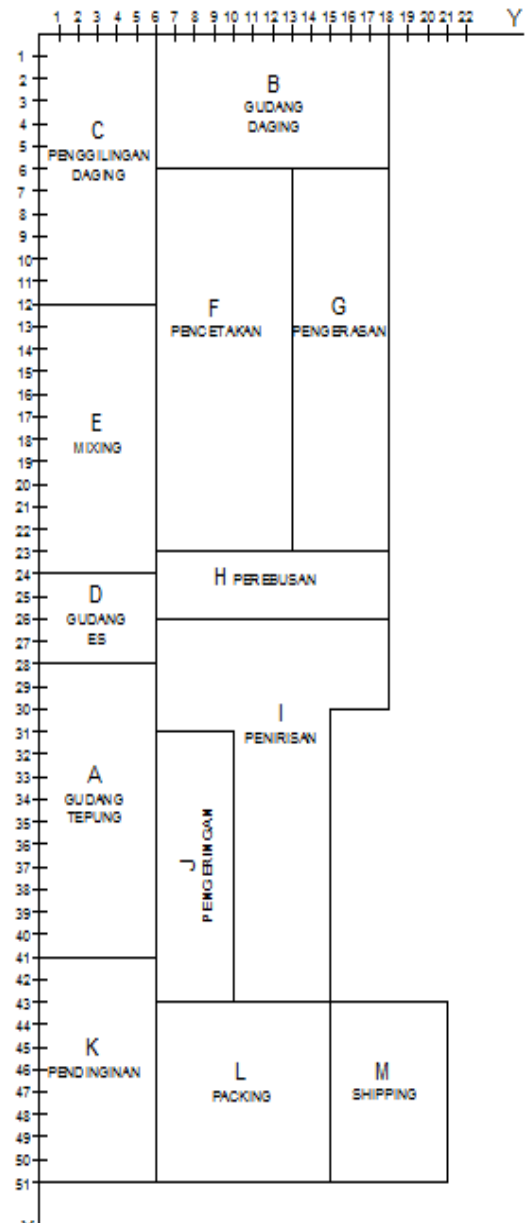 1 2 3 4 5 6 7 8 9 10 11 12 13 14 15 16 17 18 19 20 21 22 Y
1
2
3
4
5
6
7
8
9
10
11
12
13
14
15
16
17
18
19
20
21
22
23
24
25
26
27
28
29
30
31
32
33
34
35
36
37
38
39
40
41
42
43
44
45
46
47
48
49
50
51
B
GUDANG
DAGING
C
PENGGILINGAN
DAGING
F
PENCETAKAN
G
PENGERASAN
E
MIXING
H PEREBUSAN
D
GUDANG
ES
I
PENIRISAN
A
GUDANG
TEPUNG
J
PENGERINGAN
K
PENDINGINAN
L
PACKING
M
SHIPPING